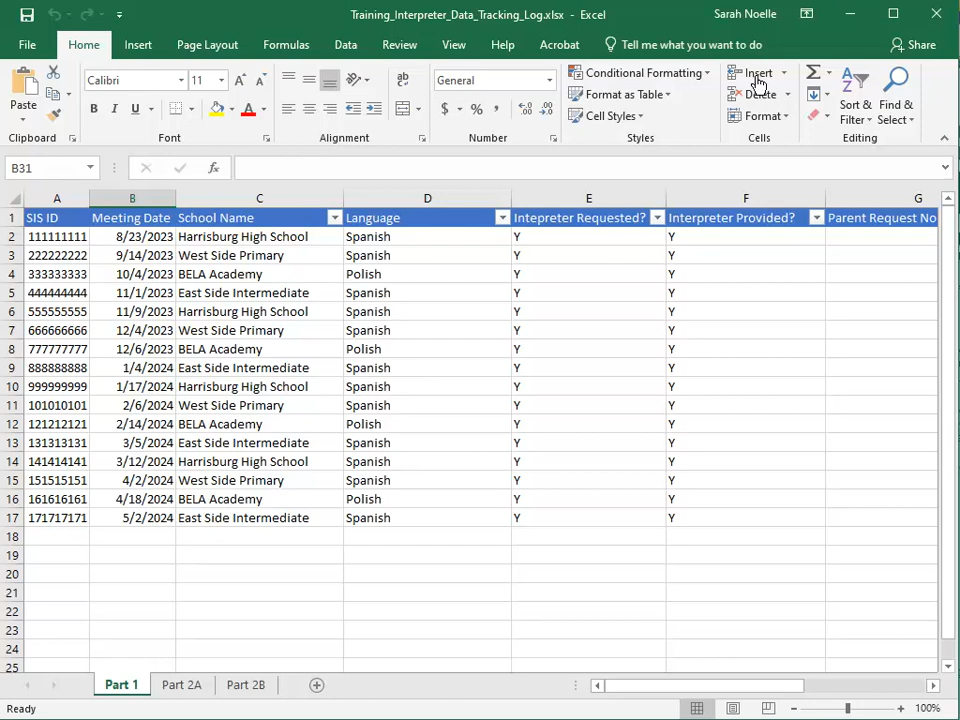 Training_Interpreter_Data_Tracking_Log.xlsx - Excel
Sarah Noelle
File Home Insert Page Layout Formulas Data Review View Help Acrobat Tell me what you want to do Share
Paste
Clipboard
Calibri 11
B I U A
Font
ab
Alignment
General
$ % ,
Number
Conditional Formatting
Format as Table
Cell Styles
Styles
Insert
Delete
Format
Cells
Sort & Filter
Find & Select
Editing
B31
fx
A B C D E F G
1 SIS ID Meeting Date School Name Language Intepreter Requested? Interpreter Provided? Parent Request No
2 111111111 8/23/2023 Harrisburg High School Spanish Y Y
3 222222222 9/14/2023 West Side Primary Spanish Y Y
4 333333333 10/4/2023 BELA Academy Polish Y Y
5 444444444 11/1/2023 East Side Intermediate Spanish Y Y
6 555555555 11/9/2023 Harrisburg High School Spanish Y Y
7 666666666 12/4/2023 West Side Primary Spanish Y Y
8 777777777 12/6/2023 BELA Academy Polish Y Y
9 888888888 1/4/2024 East Side Intermediate Spanish Y Y
10 999999999 1/17/2024 Harrisburg High School Spanish Y Y
11 101010101 2/6/2024 West Side Primary Spanish Y Y
12 121212121 2/14/2024 BELA Academy Polish Y Y
13 131313131 3/5/2024 East Side Intermediate Spanish Y Y
14 141414141 3/12/2024 Harrisburg High School Spanish Y Y
15 151515151 4/2/2024 West Side Primary Spanish Y Y
16 161616161 4/18/2024 BELA Academy Polish Y Y
17 171717171 5/2/2024 East Side Intermediate Spanish Y Y
18
19
20
21
22
23
24
25
Part 1 Part 2A Part 2B
Ready
100%